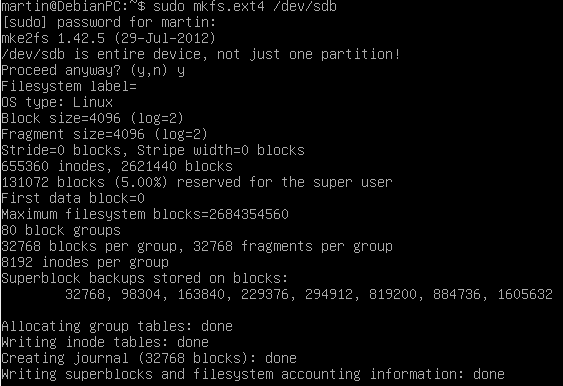 martin@DebianPC:~$ sudo mkfs.ext4 /dev/sdb
[sudo] password for martin:
mke2fs 1.42.5 (29-Jul-2012)
/dev/sdb is entire device, not just one partition!
Proceed anyway? (y,n) y
Filesystem label=
OS type: Linux
Block size=4096 (log=2)
Fragment size=4096 (log=2)
Stride=0 blocks, Stripe width=0 blocks
655360 inodes, 2621440 blocks
131072 blocks (5.00%) reserved for the super user
First data block=0
Maximum filesystem blocks=2684354560
80 block groups
32768 blocks per group, 32768 fragments per group
8192 inodes per group
Superblock backups stored on blocks:
32768, 98304, 163840, 229376, 294912, 819200, 884736, 1605632
Allocating group tables: done
Writing inode tables: done
Creating journal (32768 blocks): done
Writing superblocks and filesystem accounting information: done